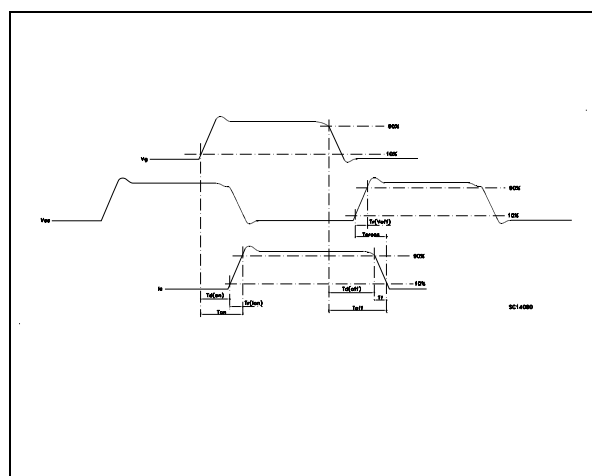 90%
10%
Vg
90%
Vce
10%
Tr(Voff)
Tcross
90%
Ic
10%
Td(on)
Td(off)
Tr(Ion)
Tf
Ton
Toff
SC14080